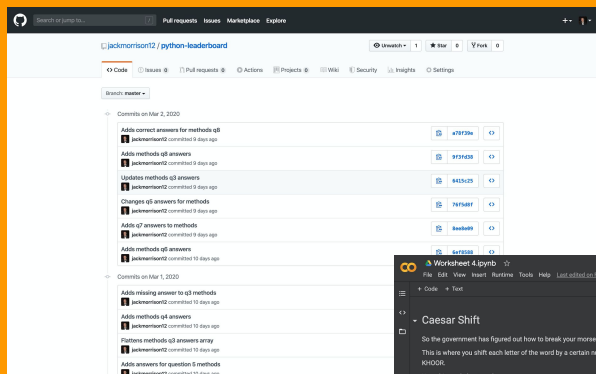 Search or jump to... / Pull requests Issues Marketplace Explore
jackmorrison12 / python-leaderboard Unwatch 1 Star 0 Fork 0
Code Issues 0 Pull requests 0 Actions Projects 0 Wiki Security Insights Settings
Branch: master
Commits on Mar 2, 2020
Adds correct answers for methods q8
jackmorrison12 committed 9 days ago a78f39e
Adds methods q8 answers
jackmorrison12 committed 9 days ago 9f3fd38
Updates methods q3 answers
jackmorrison12 committed 9 days ago 6415c25
Changes q5 answers for methods
jackmorrison12 committed 9 days ago 76f5d8f
Adds q7 answers to methods
jackmorrison12 committed 9 days ago 8ee8e09
Adds methods q6 answers
jackmorrison12 committed 10 days ago 6ef8588
Commits on Mar 1, 2020
Adds missing answer to q3 methods
jackmorrison12 committed 10 days ago
Adds methods q4 answers
jackmorrison12 committed 10 days ago
Flattens methods q3 answers array
jackmorrison12 committed 10 days ago
Adds answers for question 5 methods
jackmorrison12 committed 10 days ago
Worksheet 4.ipynb
File Edit View Insert Runtime Tools Help Last edited on
+ Code + Text
Caesar Shift
So the government has figured out how to break your morse
This is where you shift each letter of the word by a certain
KHOOR.